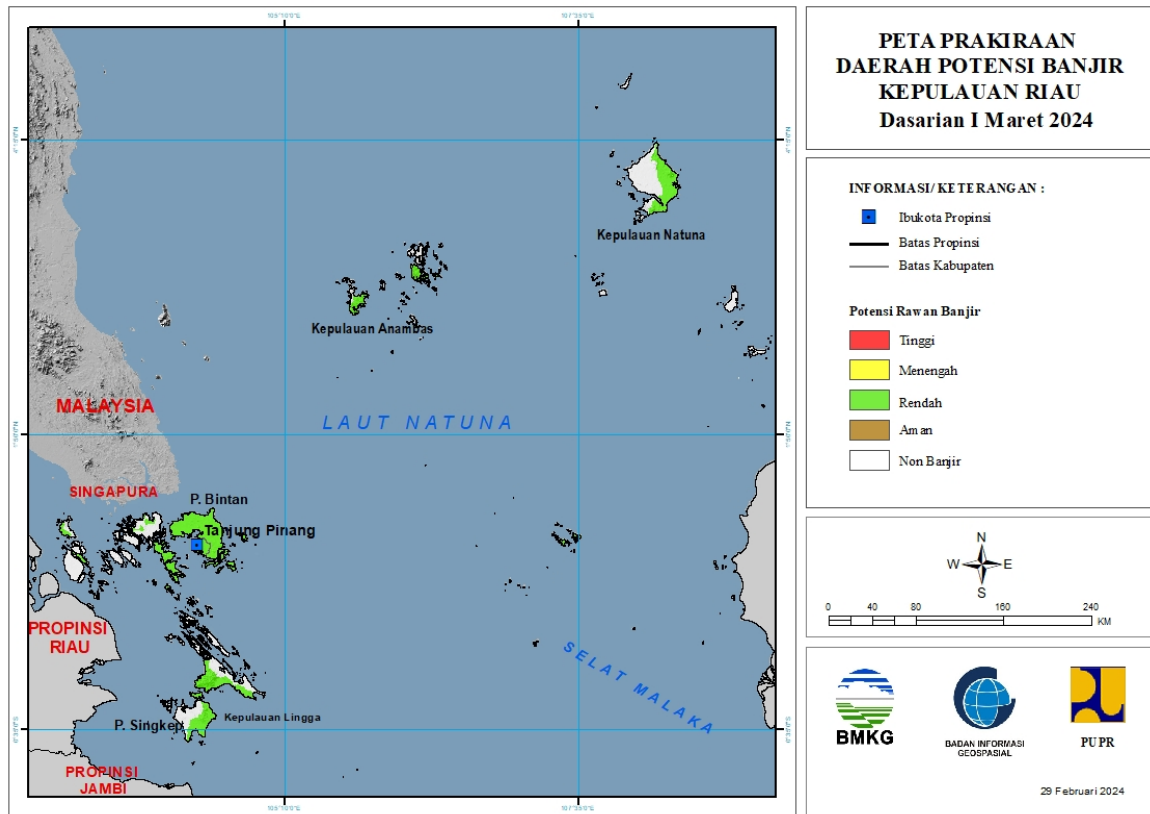 PETA PRAKIRAAN
DAERAH POTENSI BANJIR
KEPULAUAN RIAU
Dasarian I Maret 2024
INFORMASI/KETERANGAN :
Ibukota Propinsi
Batas Propinsi
Batas Kabupaten
Potensi Rawan Banjir
Tinggi
Menengah
Rendah
Aman
Non Banjir
N
W E
S
0 40 80 160 240
KM
BMKG
BADAN INFORMASI
GEOSPASIAL
PUPR
29 Februari 2024
Kepulauan Natuna
Kepulauan Anambas
MALAYSIA
LAUT NATUNA
SINGAPURA
P. Bintan
Tanjung Pinang
PROPINSI
RIAU
SELAT MALAKA
Kepulauan Lingga
P. Singkep
PROPINSI
JAMBI